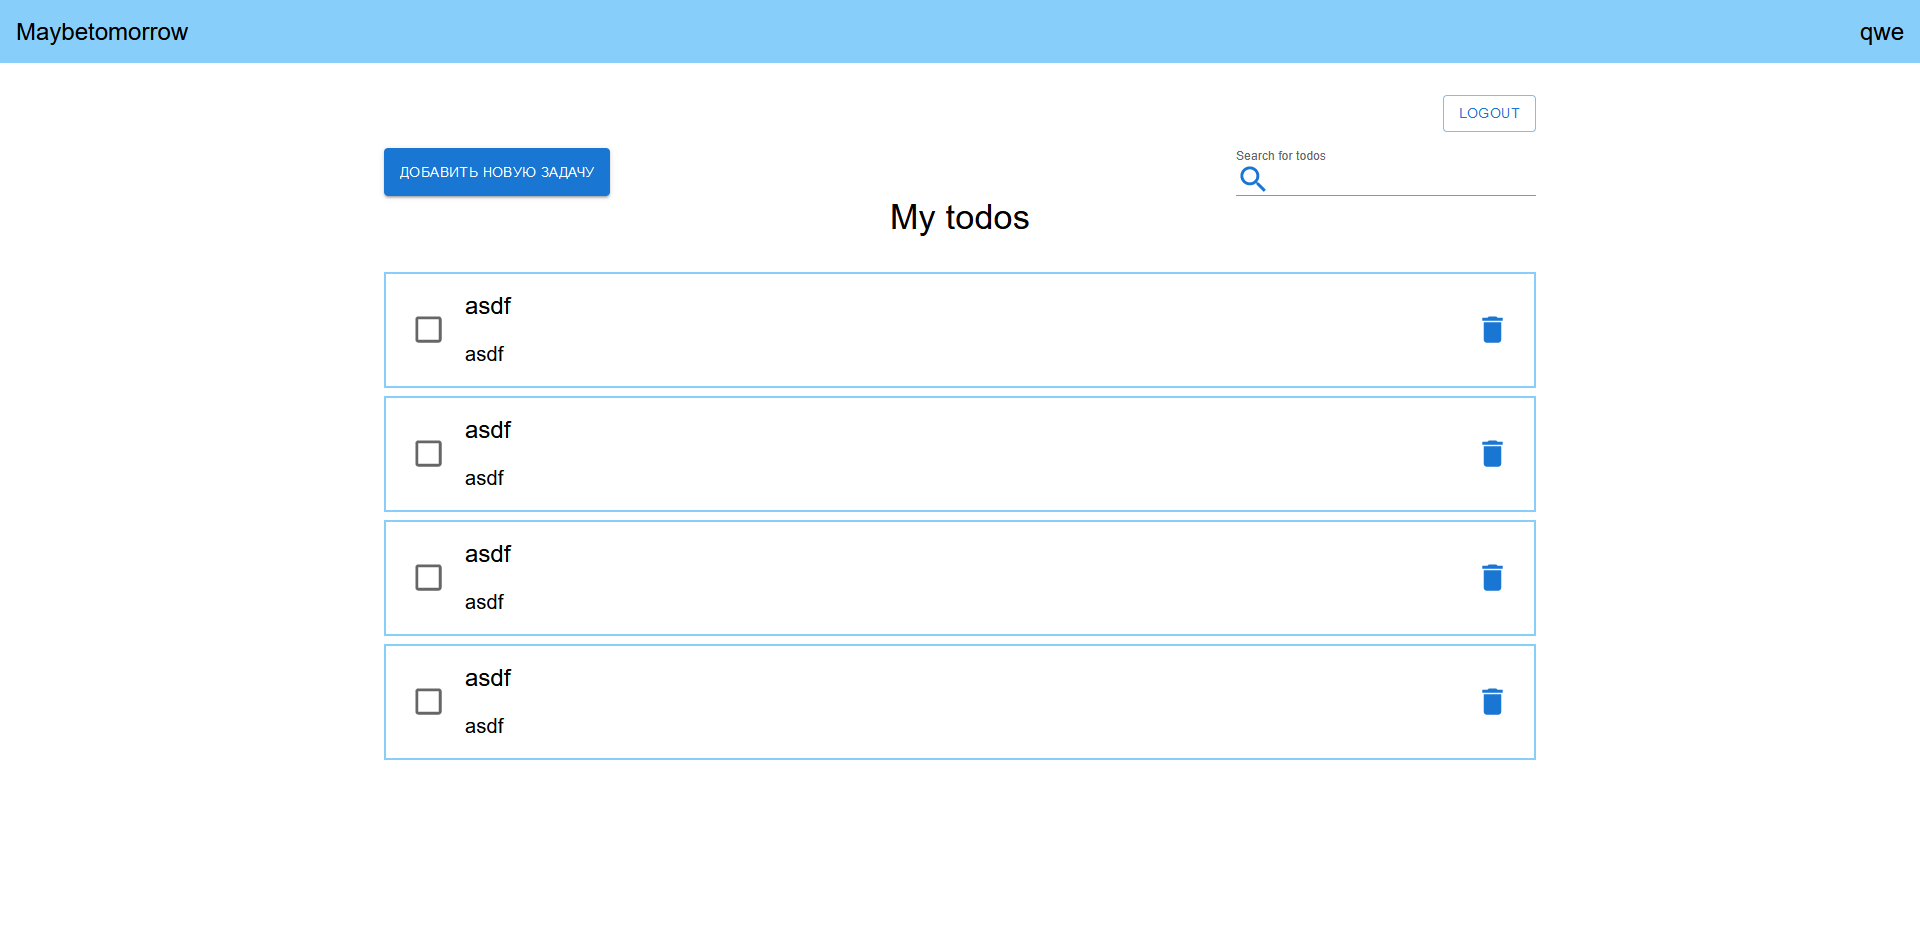 Maybetomorrow
qwe
LOGOUT
ДОБАВИТЬ НОВУЮ ЗАДАЧУ
Search for todos
My todos
asdf
asdf
asdf
asdf
asdf
asdf
asdf
asdf